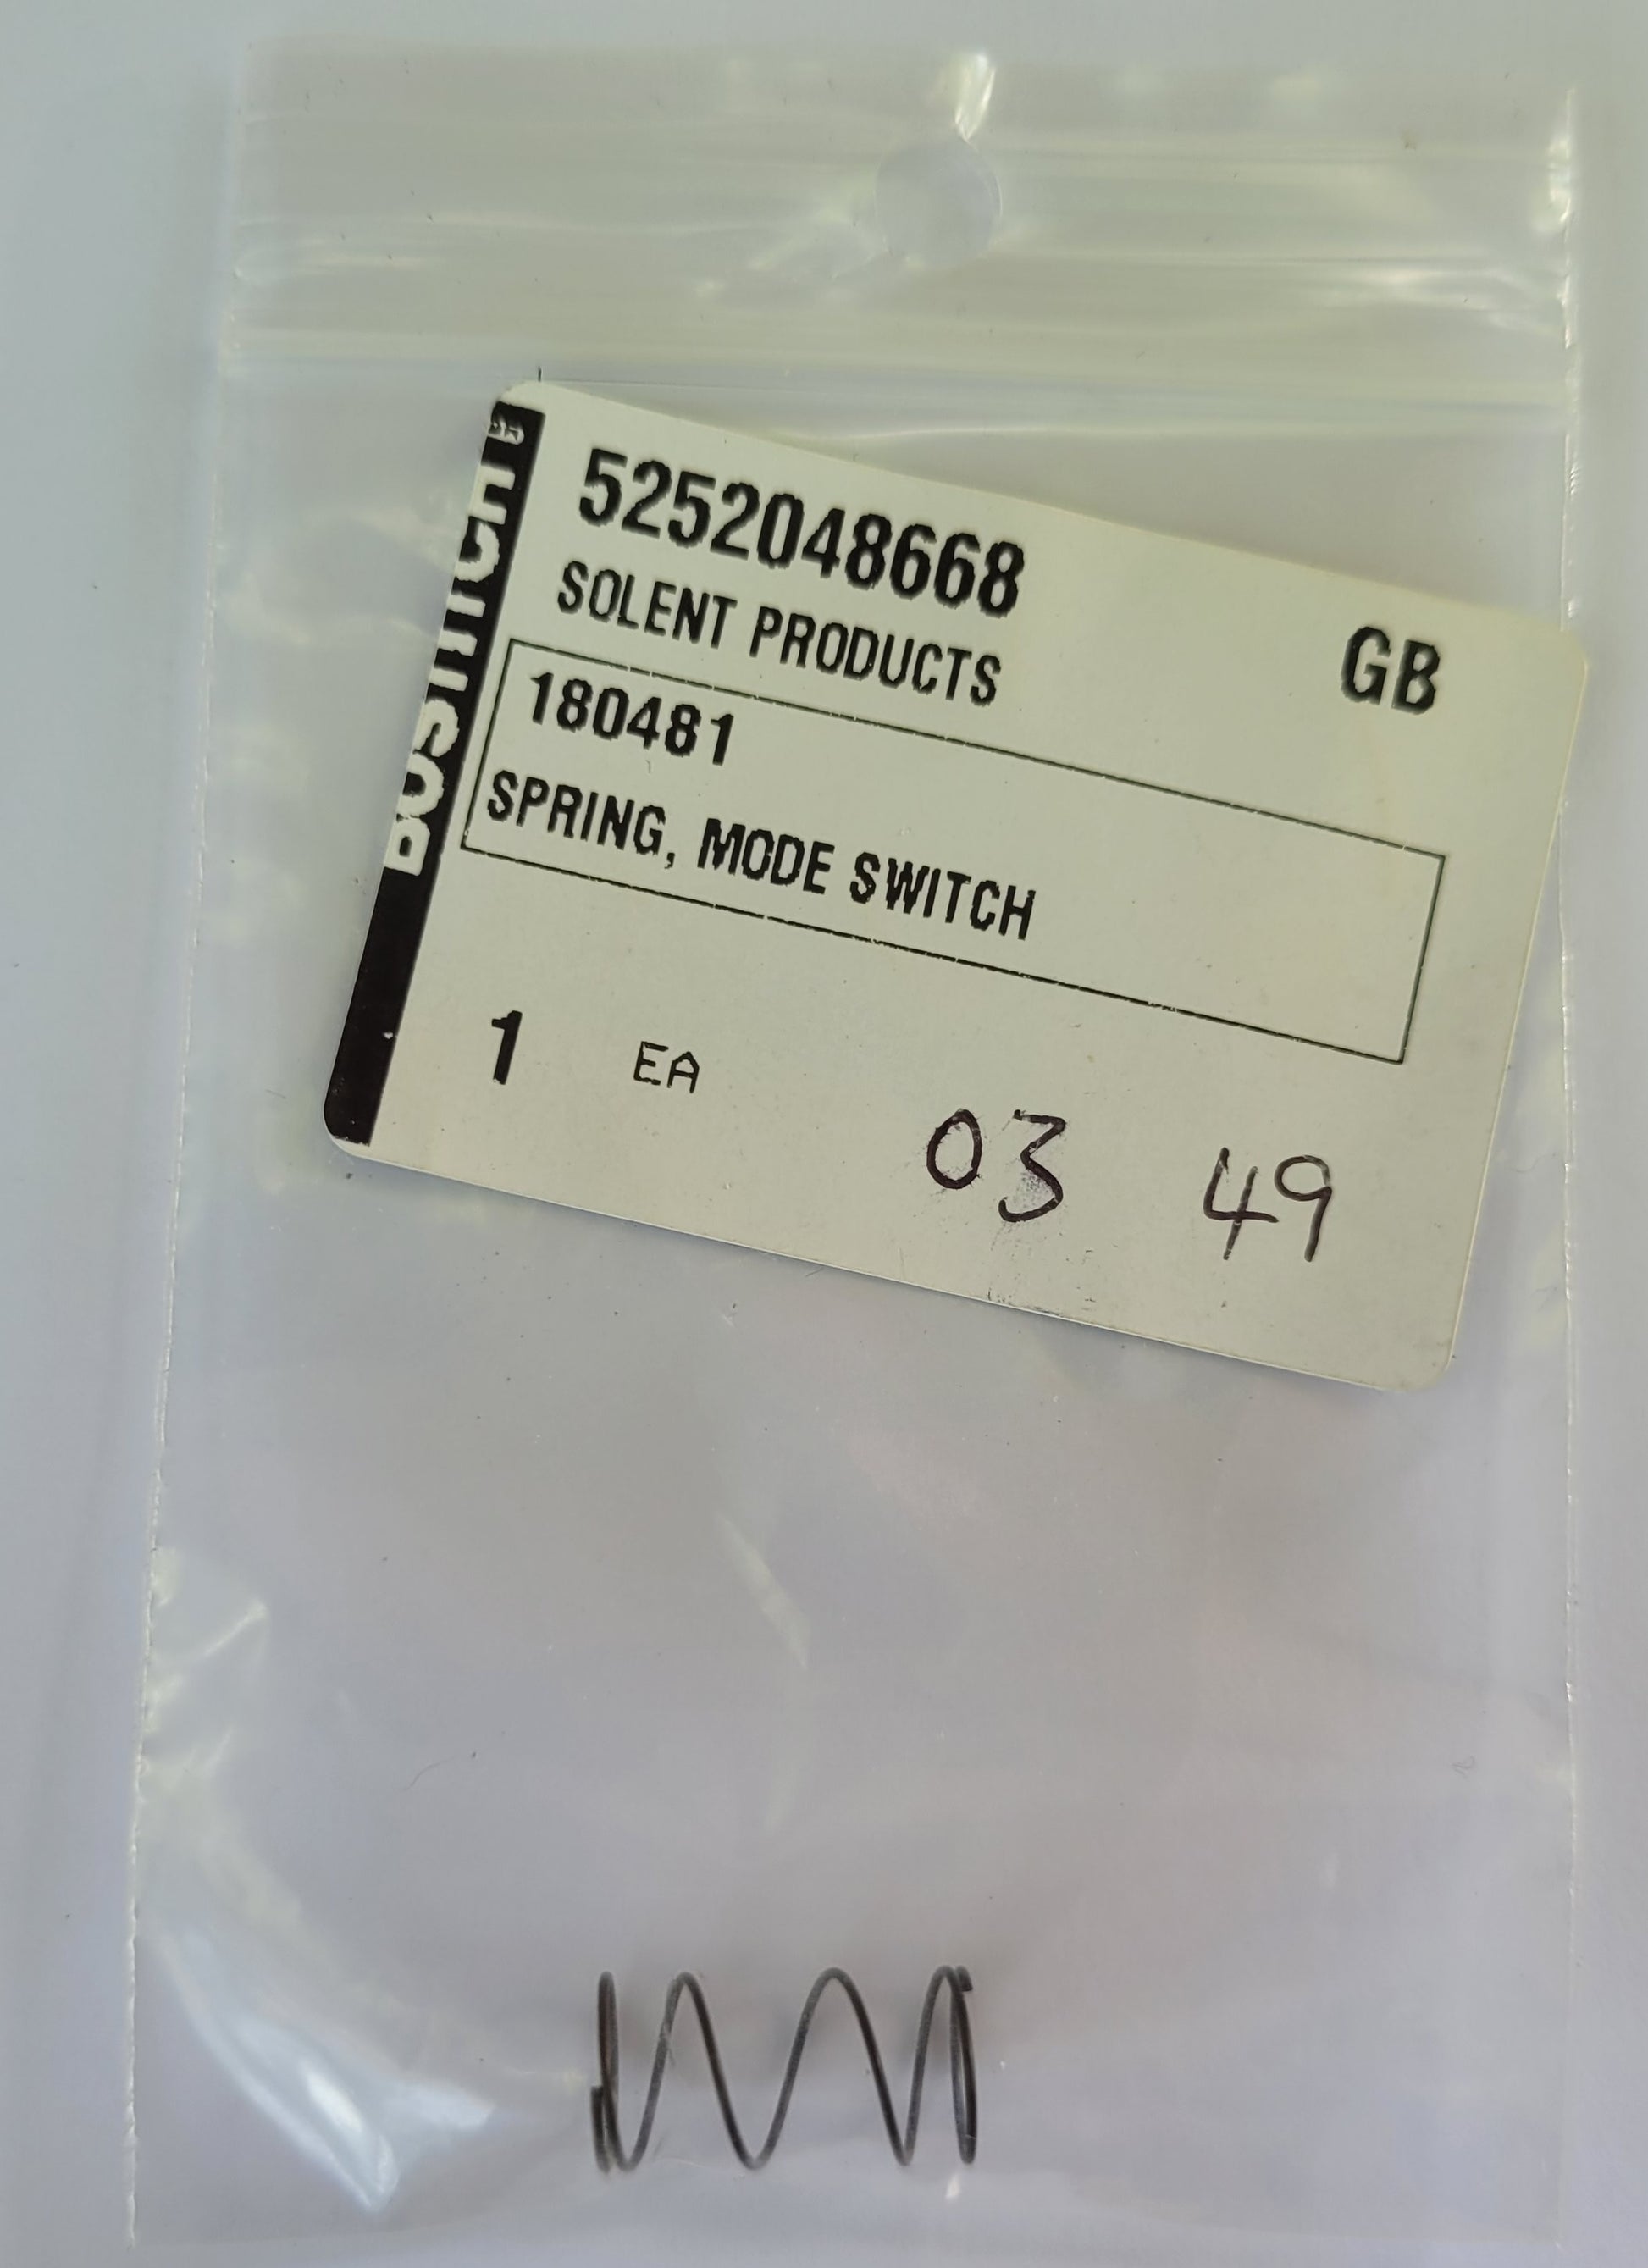 BOSTITCH
5252048668
SOLENT PRODUCTS
GB
180481
SPRING, MODE SWITCH
1 EA
03 49